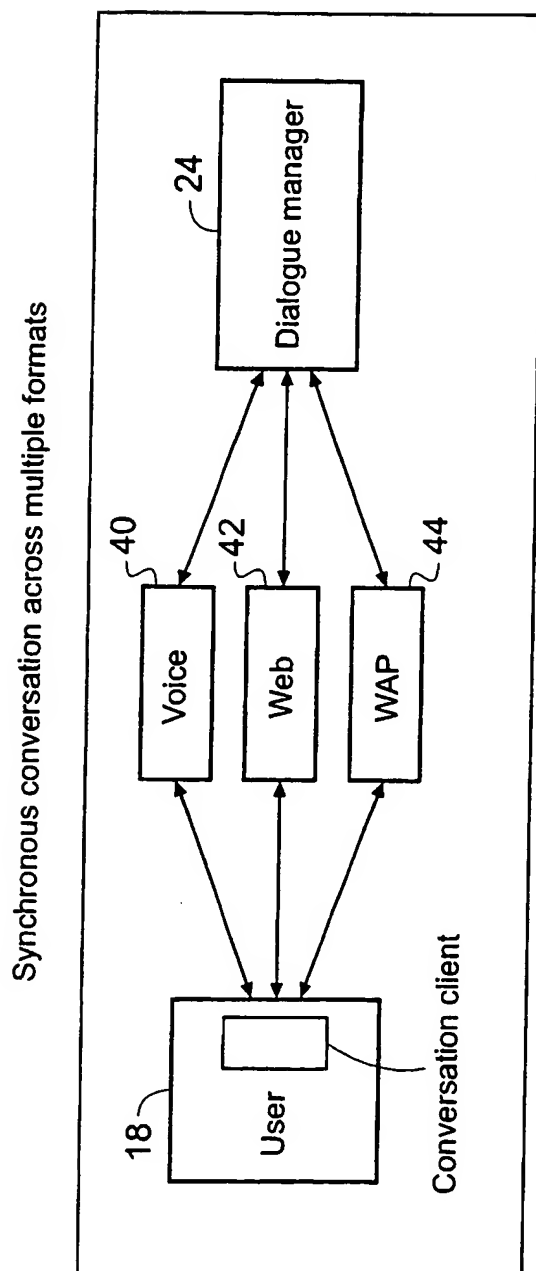 Synchronous conversation across multiple formats
18
User
Conversation client
40
Voice
42
Web
44
WAP
24
Dialogue manager